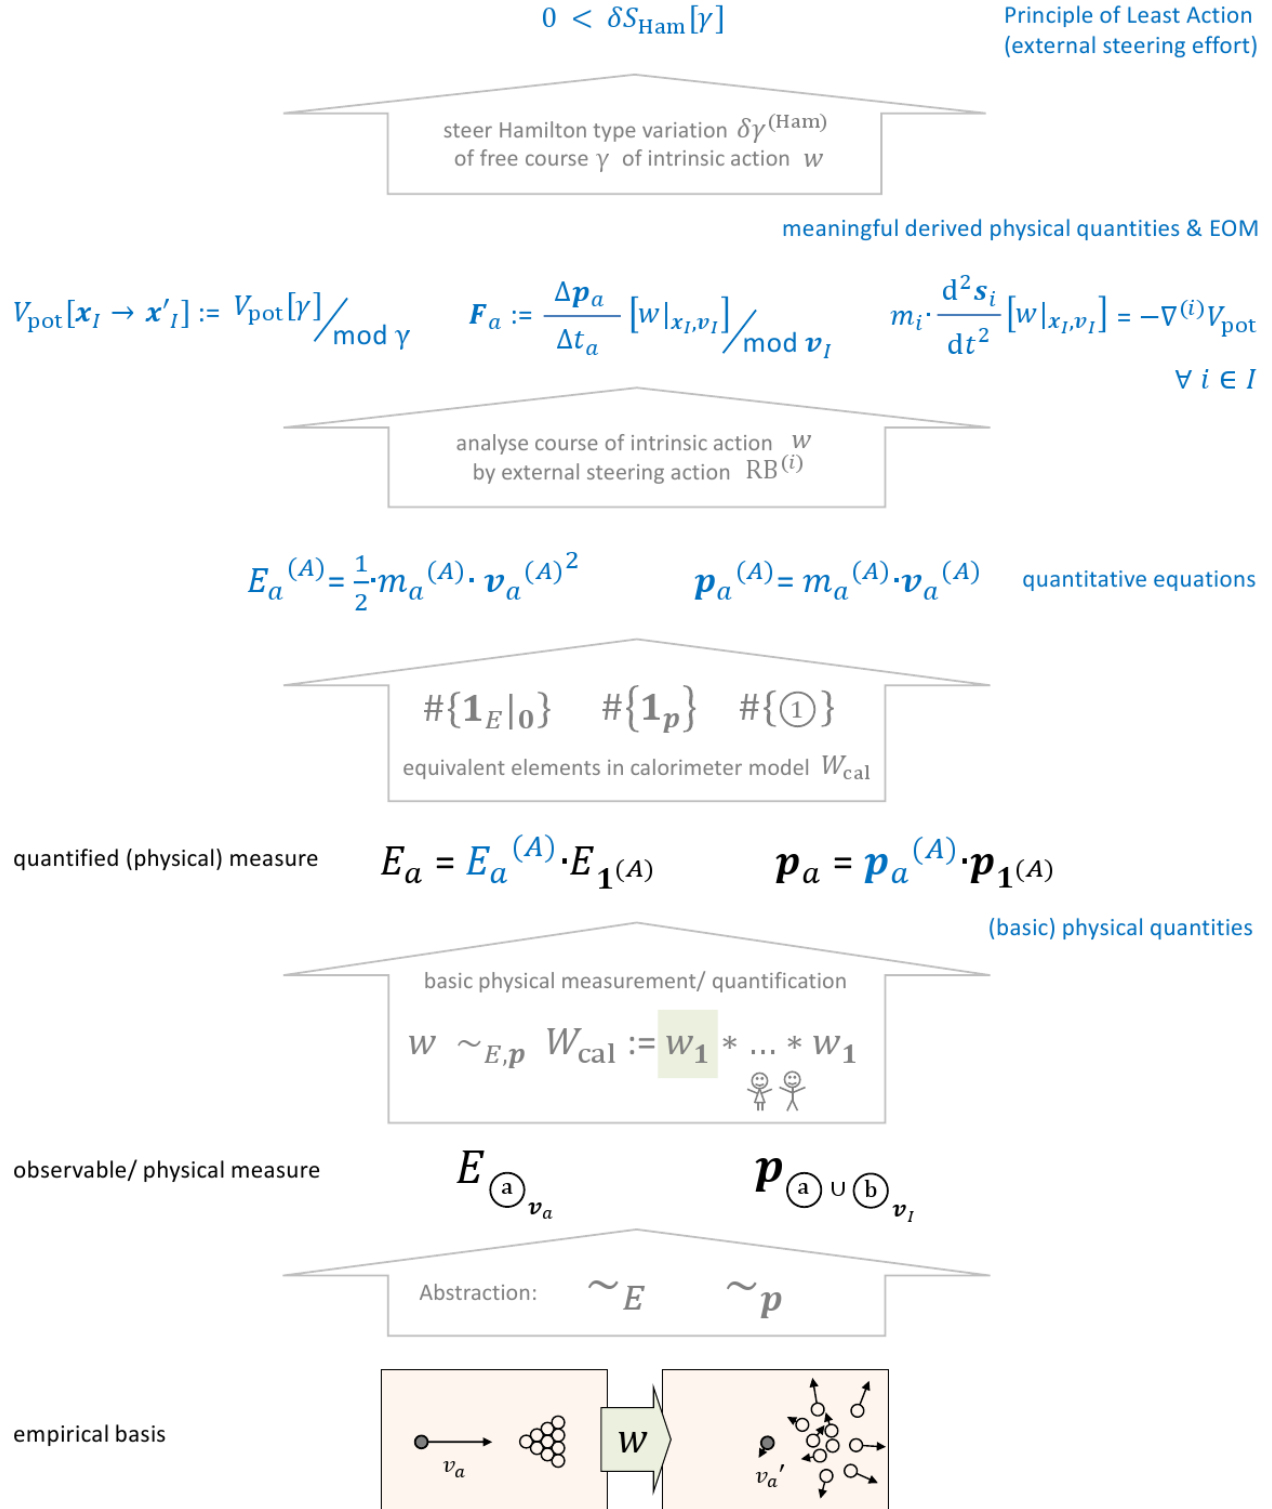 0 < δS_Ham[γ]
Principle of Least Action
(external steering effort)
steer Hamilton type variation δγ^(Ham)
of free course γ of intrinsic action w
meaningful derived physical quantities & EOM
V_pot[x_I → x'_I] := V_pot[γ]/mod γ
F_a := Δp_a/Δt_a [w|x_I,v_I]/mod v_I
m_i · d²s_i/dt² [w|x_I,v_I] = −∇^(i)V_pot
∀ i ∈ I
analyse course of intrinsic action w
by external steering action RB^(i)
E_a^(A) = 1/2 · m_a^(A) · v_a^(A)²
p_a^(A) = m_a^(A) · v_a^(A)
quantitative equations
#{1_E|0} #{1_p} #{①}
equivalent elements in calorimeter model W_cal
quantified (physical) measure
E_a = E_a^(A) · E_1(A)
p_a = p_a^(A) · p_1(A)
(basic) physical quantities
basic physical measurement/ quantification
w ∼_E,p W_cal := w_1 * … * w_1
observable/ physical measure
E_ⓐ_v_a
p_ⓐ ∪ ⓑ_v_I
Abstraction: ∼_E ∼_p
empirical basis
v_a
w
v_a′